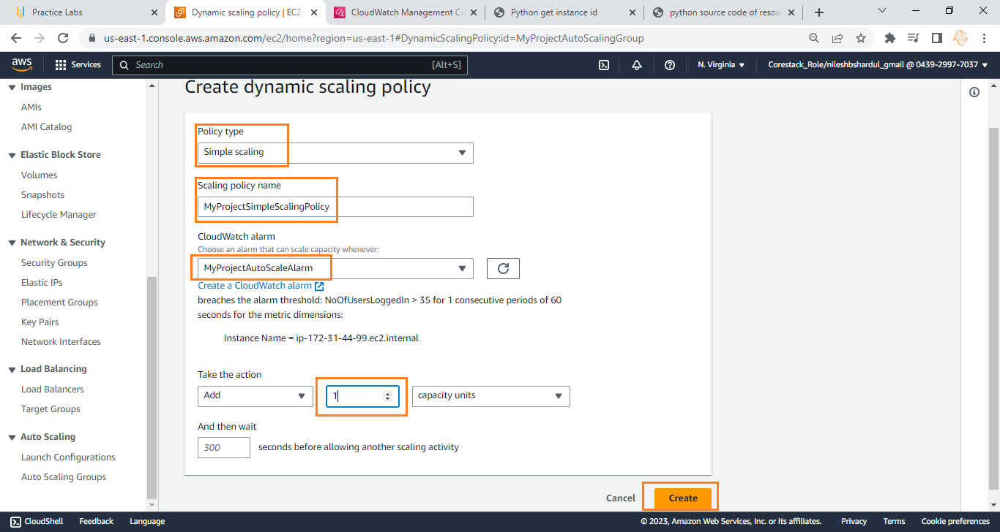 Practice Labs
Dynamic scaling policy | EC2
CloudWatch Management Co
Python get instance id
python source code of resou
us-east-1.console.aws.amazon.com/ec2/home?region=us-east-1#DynamicScalingPolicy:id=MyProjectAutoScalingGroup
aws
Services
Search
[Alt+S]
N. Virginia
Corestack_Role/nileshbshardul_gmail @ 0439-2997-7037
Images
AMIs
AMI Catalog
Elastic Block Store
Volumes
Snapshots
Lifecycle Manager
Network & Security
Security Groups
Elastic IPs
Placement Groups
Key Pairs
Network Interfaces
Load Balancing
Load Balancers
Target Groups
Auto Scaling
Launch Configurations
Auto Scaling Groups
Create dynamic scaling policy
Policy type
Simple scaling
Scaling policy name
MyProjectSimpleScalingPolicy
CloudWatch alarm
Choose an alarm that can scale capacity whenever:
MyProjectAutoScaleAlarm
Create a CloudWatch alarm
breaches the alarm threshold: NoOfUsersLoggedIn > 35 for 1 consecutive periods of 60
seconds for the metric dimensions:
Instance Name = ip-172-31-44-99.ec2.internal
Take the action
Add
1
capacity units
And then wait
300
seconds before allowing another scaling activity
Cancel
Create
CloudShell
Feedback
Language
© 2023, Amazon Web Services, Inc. or its affiliates.
Privacy
Terms
Cookie preferences